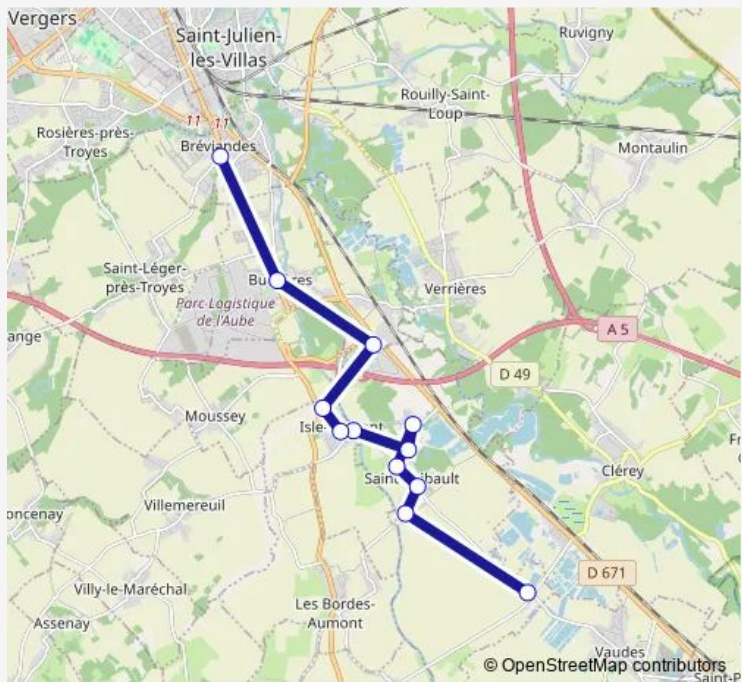 Vergers
Saint-Julien-
les-Villas
Ruvigny
Rouilly-Saint-
Loup
Rosières-près-
Troyes
11 11
Bréviandes
Montaulin
Saint-Léger-
près-Troyes
Verrières
Parc Logistique
de l'Aube
A 5
D 49
Moussey
Clérey
Villemereuil
D 671
Villy-le-Maréchal
Les Bordes-
Aumont
Assenay
Vaudes
© OpenStreetMap contributors